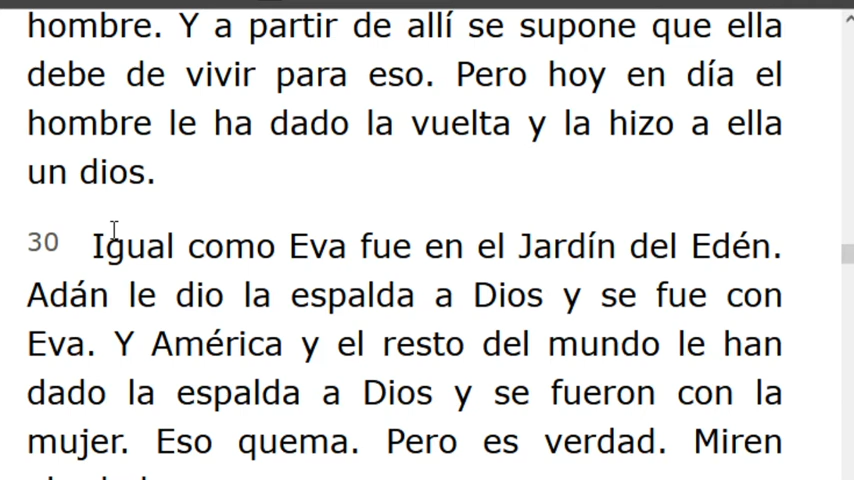 hombre. Y a partir de allí se supone que ella
debe de vivir para eso. Pero hoy en día el
hombre le ha dado la vuelta y la hizo a ella
un dios.
30 Igual como Eva fue en el Jardín del Edén.
Adán le dio la espalda a Dios y se fue con
Eva. Y América y el resto del mundo le han
dado la espalda a Dios y se fueron con la
mujer. Eso quema. Pero es verdad. Miren